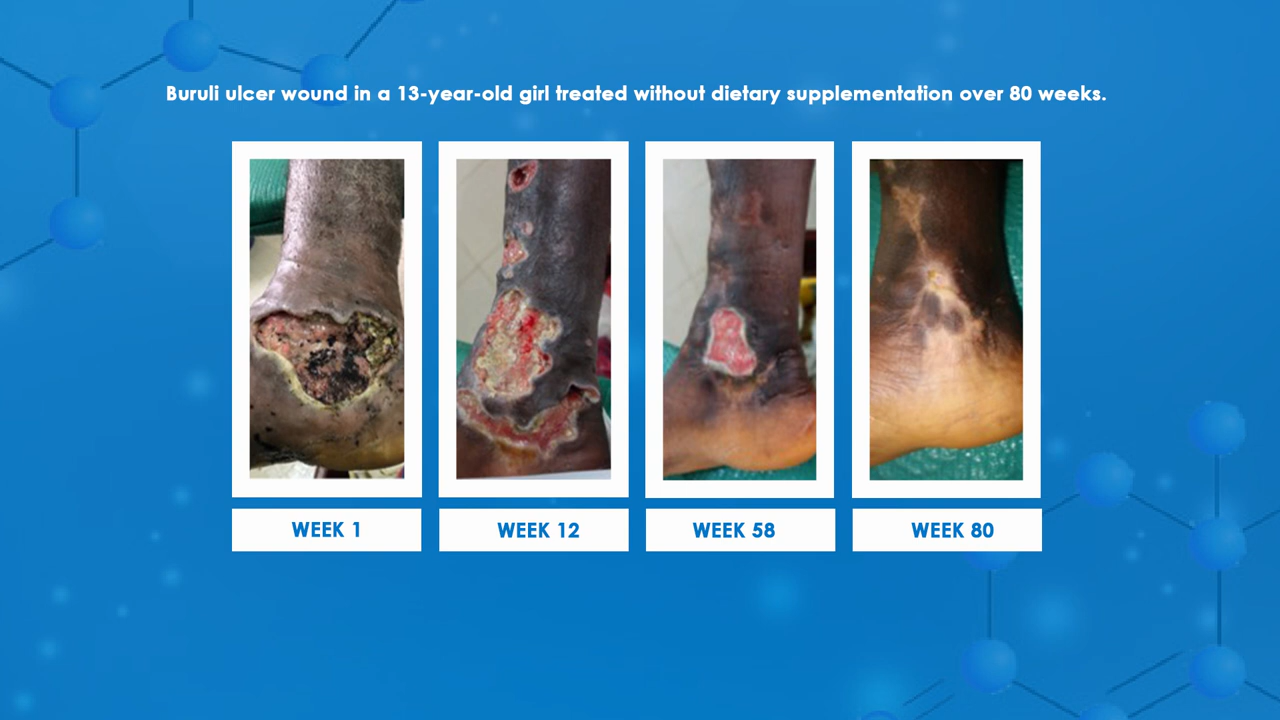 Buruli ulcer wound in a 13-year-old girl treated without dietary supplementation over 80 weeks.
WEEK 1
WEEK 12
WEEK 58
WEEK 80